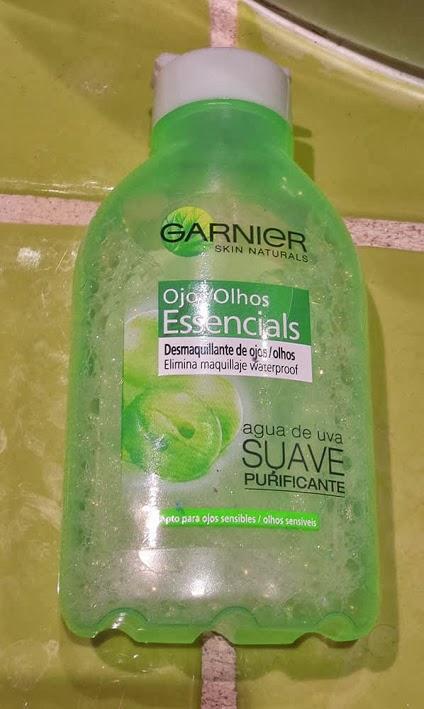 GARNIER
SKIN NATURALS
Ojos/Olhos
Essencials
Desmaquillante de ojos/olhos
Elimina maquillaje waterproof
agua de uva
SUAVE
PURIFICANTE
Apto para ojos sensibles / olhos sensíveis